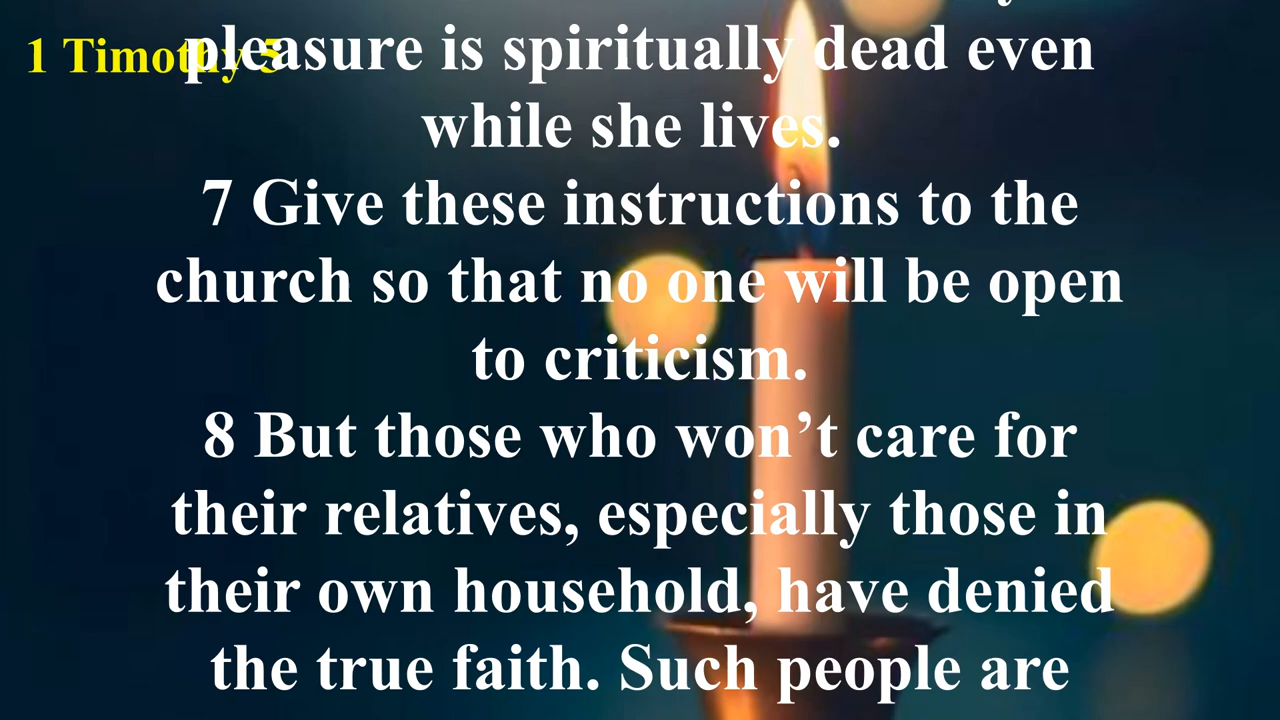 1 Timothy 5
pleasure is spiritually dead even
while she lives.
7 Give these instructions to the
church so that no one will be open
to criticism.
8 But those who won’t care for
their relatives, especially those in
their own household, have denied
the true faith. Such people are